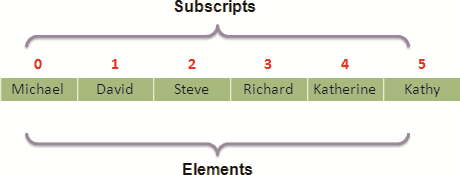 Subscripts
0 1 2 3 4 5
Michael David Steve Richard Katherine Kathy
Elements